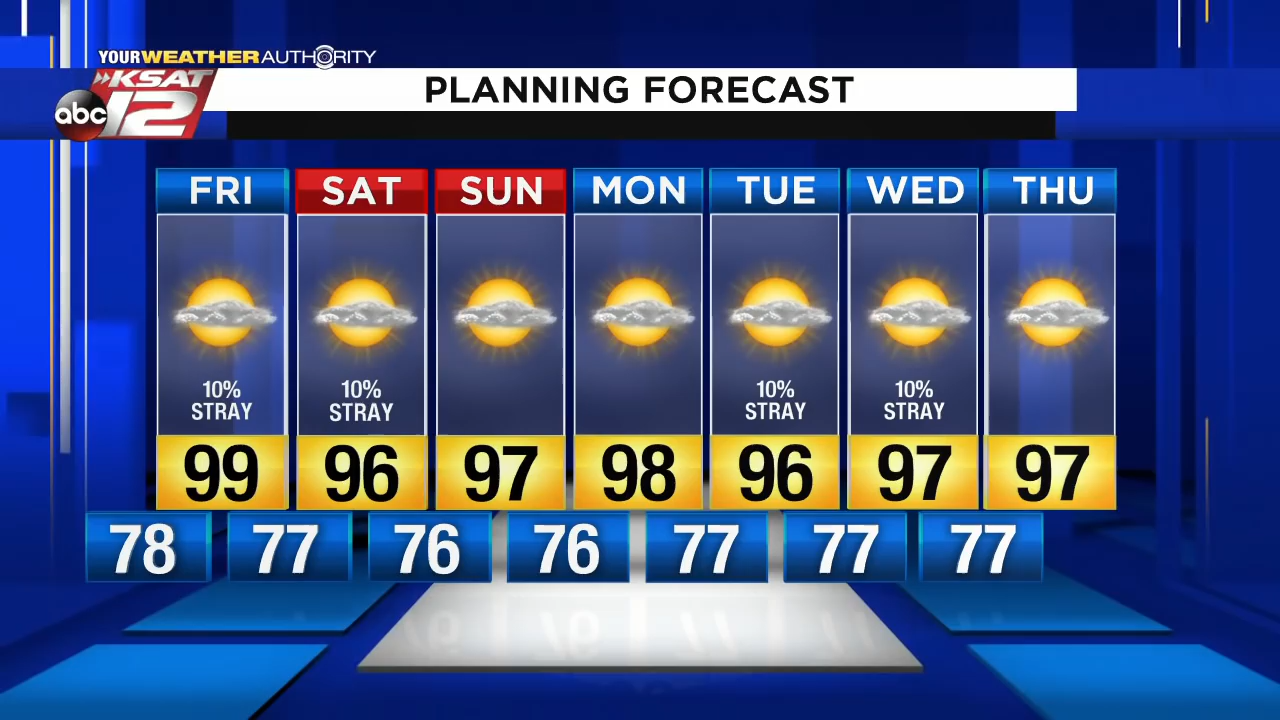 YOURWEATHERAUTHORITY
KSAT
abc 12
PLANNING FORECAST
FRI SAT SUN MON TUE WED THU
10% 10% 10% 10%
STRAY STRAY STRAY STRAY
99 96 97 98 96 97 97
78 77 76 76 77 77 77